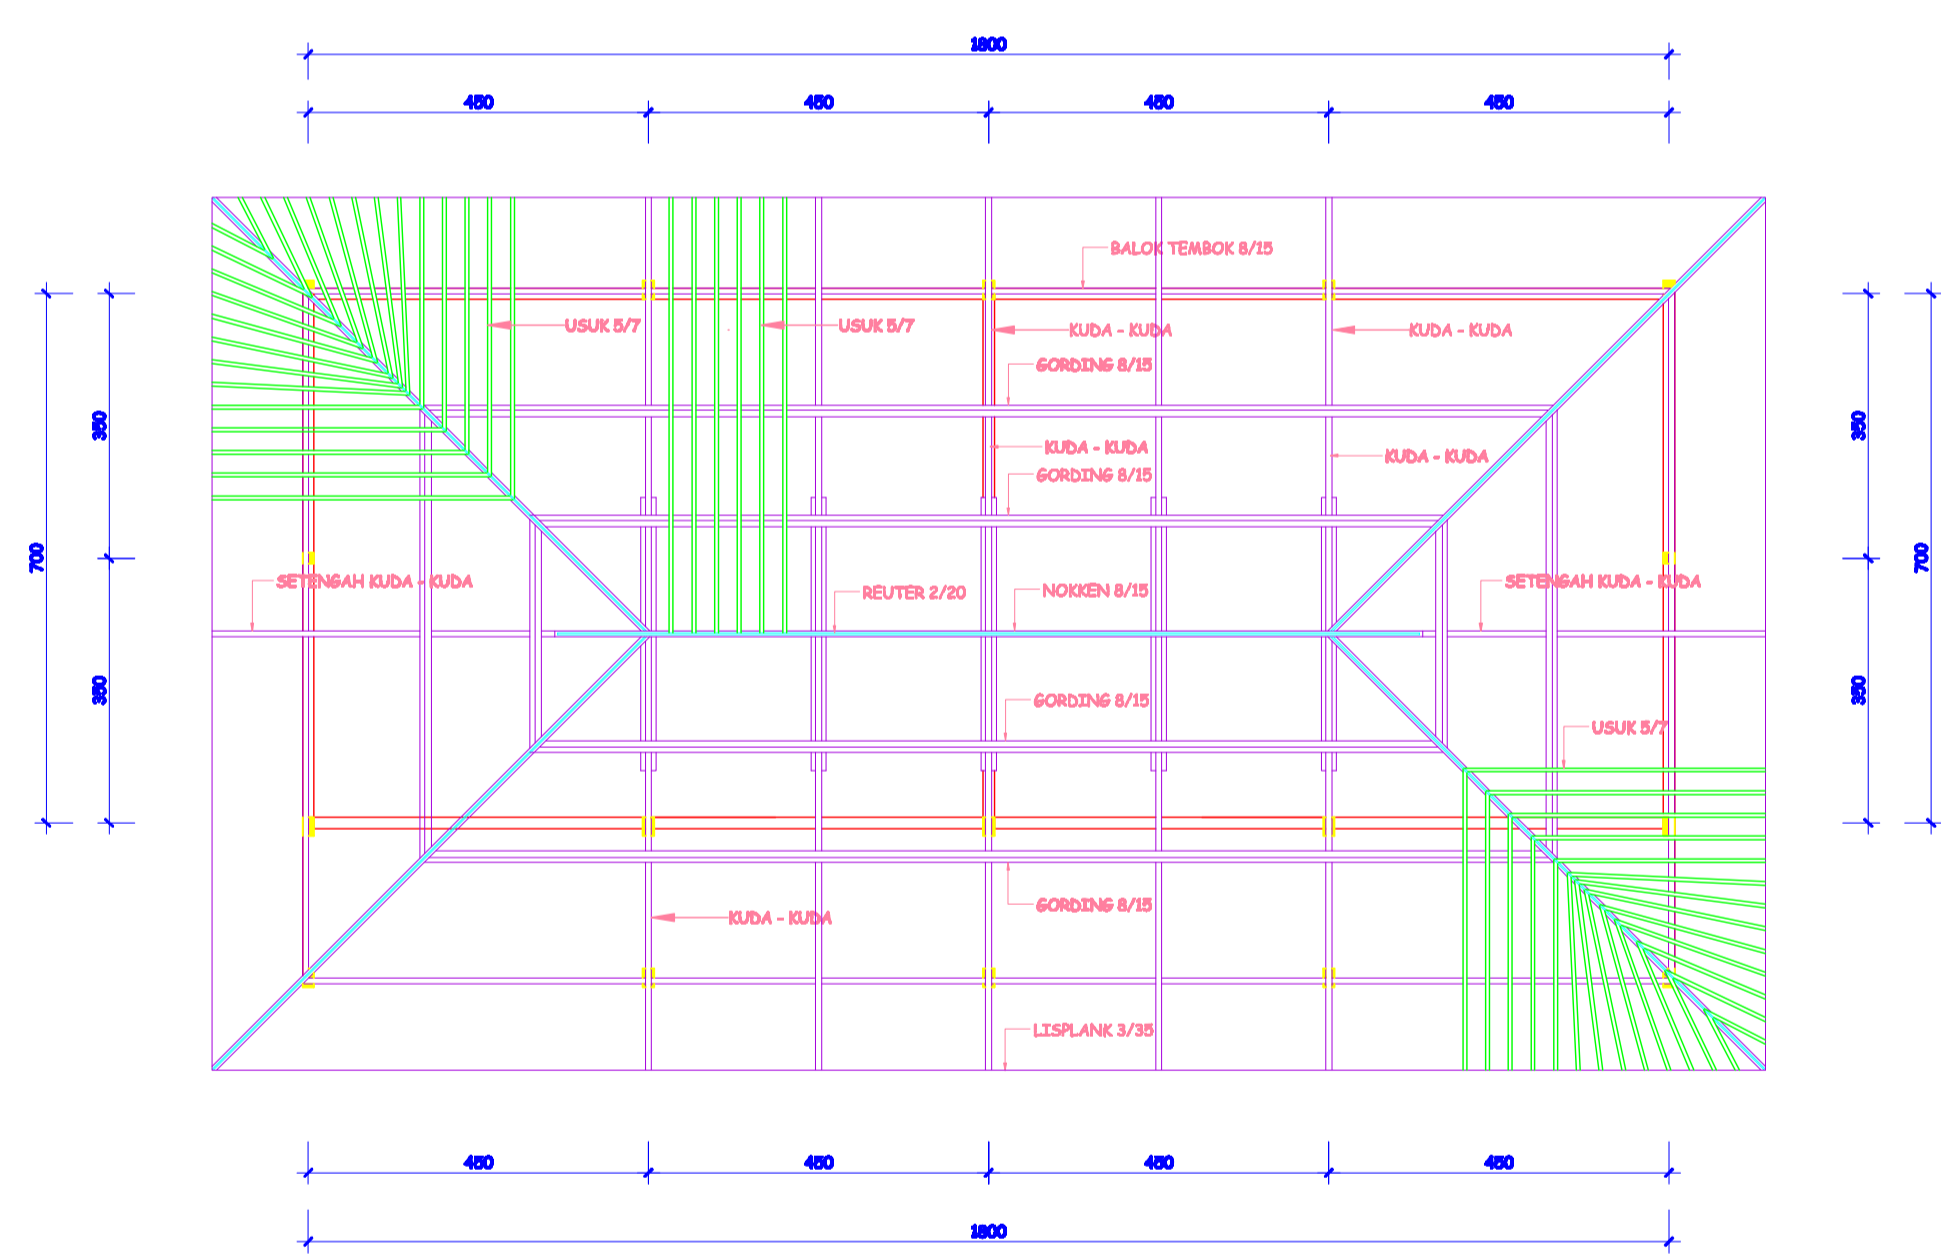 1800
450 450 450 450
BALOK TEMBOK 8/15
USUK 5/7 USUK 5/7 KUDA - KUDA KUDA - KUDA
GORDING 8/15
350 350
KUDA - KUDA KUDA - KUDA
GORDING 8/15
700 700
SETENGAH KUDA - KUDA REUTER 2/20 NOKKEN 8/15 SETENGAH KUDA - KUDA
350 GORDING 8/15 350
USUK 5/7
GORDING 8/15
KUDA - KUDA
LISPLANK 3/35
450 450 450 450
1800